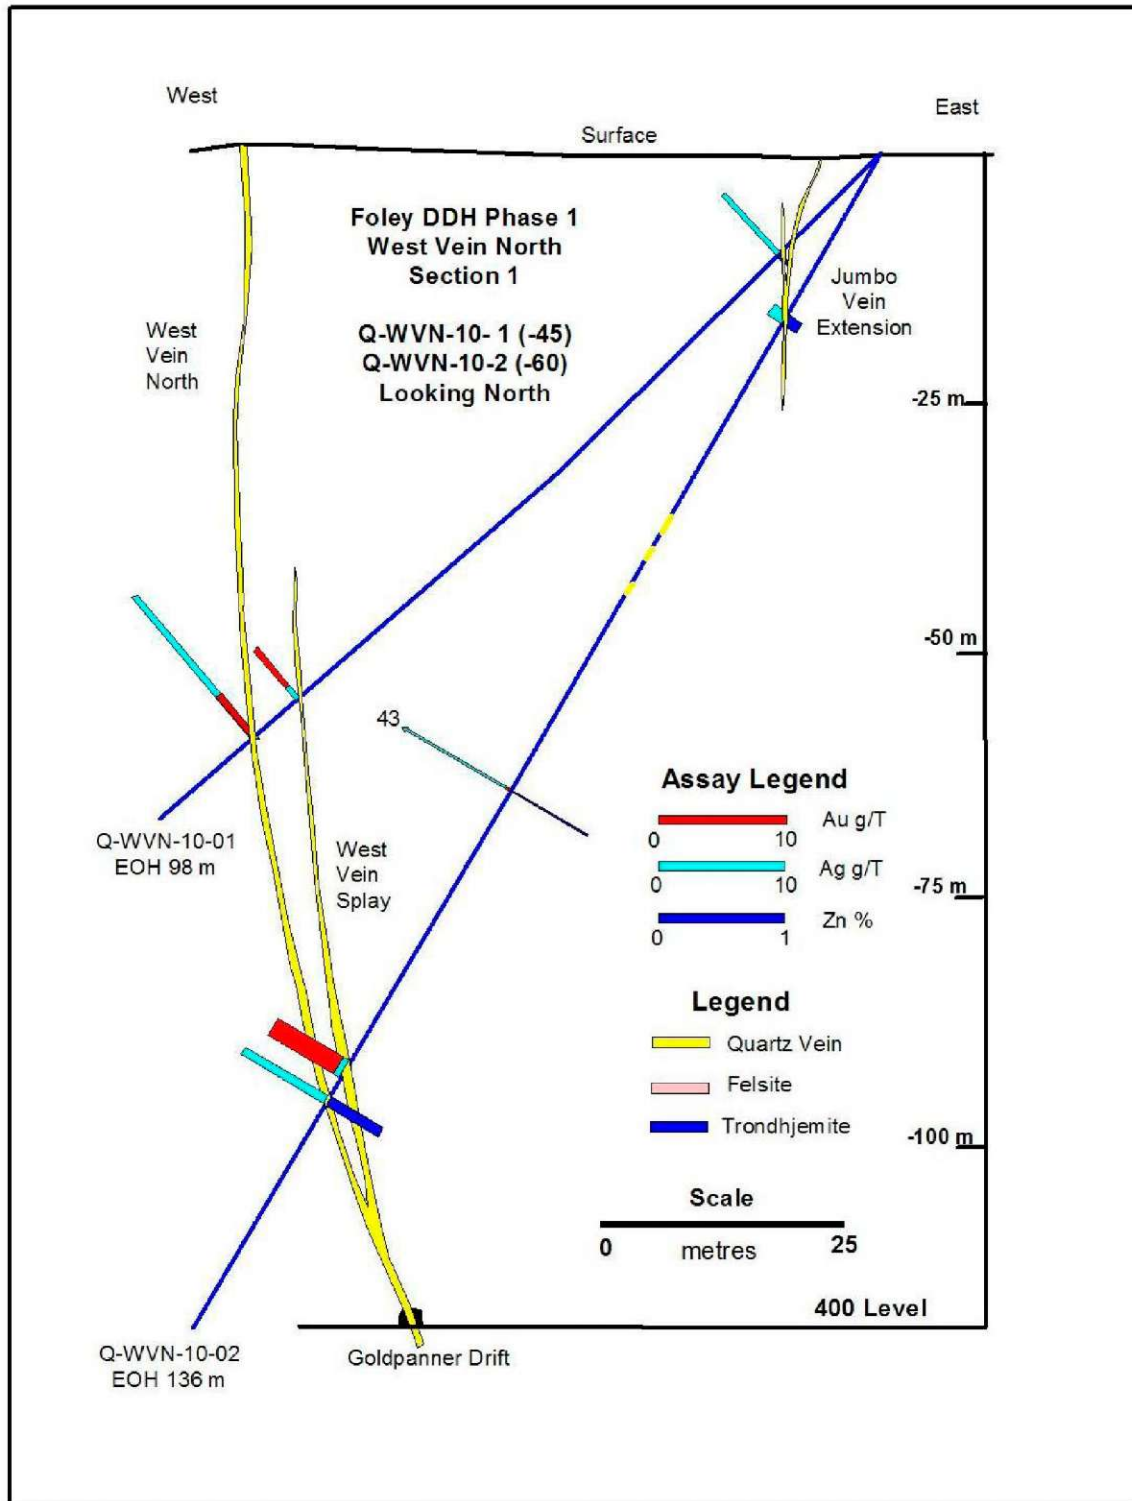 West
East
Surface
Foley DDH Phase 1
West Vein North
Section 1
Q-WVN-10- 1 (-45)
Q-WVN-10-2 (-60)
Looking North
Jumbo
Vein
Extension
West
Vein
North
-25 m
-50 m
43
Assay Legend
Au g/T
0 10
Ag g/T
0 10
Zn %
0 1
Q-WVN-10-01
EOH 98 m
West
Vein
Splay
-75 m
Legend
Quartz Vein
Felsite
Trondhjemite
-100 m
Scale
0 metres 25
400 Level
Q-WVN-10-02
EOH 136 m
Goldpanner Drift